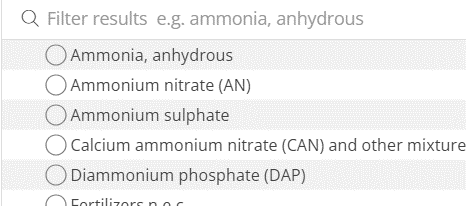 Filter results e.g. ammonia, anhydrous
Ammonia, anhydrous
Ammonium nitrate (AN)
Ammonium sulphate
Calcium ammonium nitrate (CAN) and other mixture
Diammonium phosphate (DAP)
Fertilizers n.e.c.